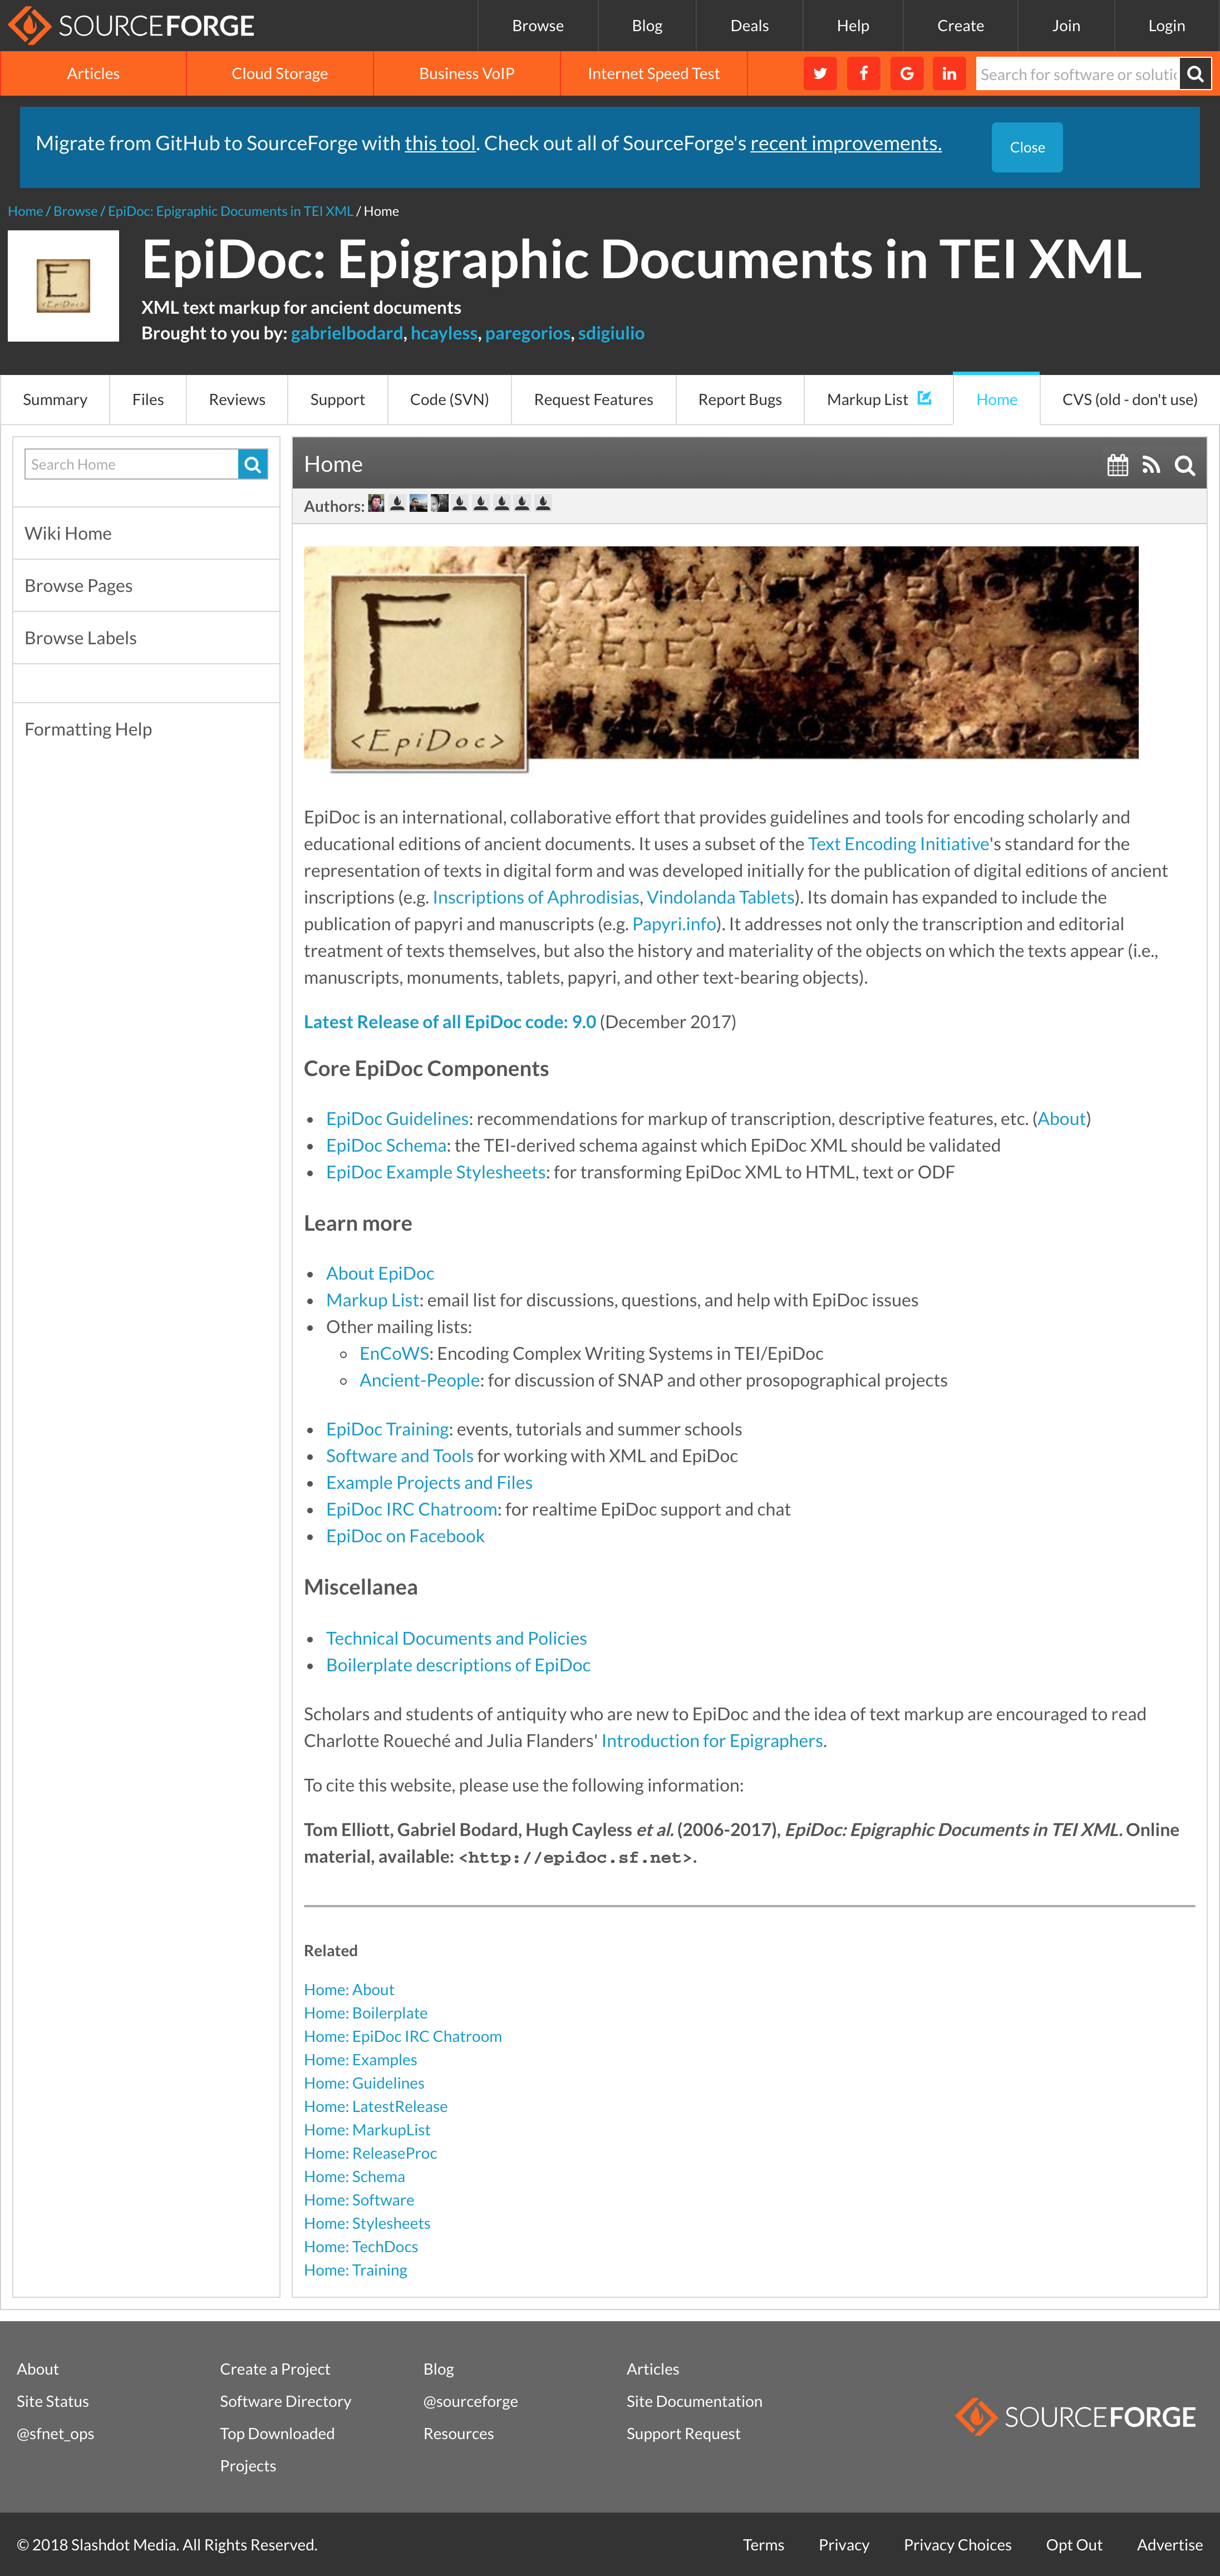 SOURCEFORGE
Browse
Blog
Deals
Help
Create
Join
Login
Articles
Cloud Storage
Business VoIP
Internet Speed Test
Search for software or soluti
Migrate from GitHub to SourceForge with this tool. Check out all of SourceForge's recent improvements.
Close
Home / Browse / EpiDoc: Epigraphic Documents in TEI XML / Home
E
<EpiDoc>
EpiDoc: Epigraphic Documents in TEI XML
XML text markup for ancient documents
Brought to you by: gabrielbodard, hcayless, paregorios, sdigiulio
Summary
Files
Reviews
Support
Code (SVN)
Request Features
Report Bugs
Markup List
Home
CVS (old - don't use)
Search Home
Wiki Home
Browse Pages
Browse Labels
Formatting Help
Home
Authors:
E
<EpiDoc>
EpiDoc is an international, collaborative effort that provides guidelines and tools for encoding scholarly and
educational editions of ancient documents. It uses a subset of the Text Encoding Initiative's standard for the
representation of texts in digital form and was developed initially for the publication of digital editions of ancient
inscriptions (e.g. Inscriptions of Aphrodisias, Vindolanda Tablets). Its domain has expanded to include the
publication of papyri and manuscripts (e.g. Papyri.info). It addresses not only the transcription and editorial
treatment of texts themselves, but also the history and materiality of the objects on which the texts appear (i.e.,
manuscripts, monuments, tablets, papyri, and other text-bearing objects).
Latest Release of all EpiDoc code: 9.0 (December 2017)
Core EpiDoc Components
• EpiDoc Guidelines: recommendations for markup of transcription, descriptive features, etc. (About)
• EpiDoc Schema: the TEI-derived schema against which EpiDoc XML should be validated
• EpiDoc Example Stylesheets: for transforming EpiDoc XML to HTML, text or ODF
Learn more
• About EpiDoc
• Markup List: email list for discussions, questions, and help with EpiDoc issues
• Other mailing lists:
◦ EnCoWS: Encoding Complex Writing Systems in TEI/EpiDoc
◦ Ancient-People: for discussion of SNAP and other prosopographical projects
• EpiDoc Training: events, tutorials and summer schools
• Software and Tools for working with XML and EpiDoc
• Example Projects and Files
• EpiDoc IRC Chatroom: for realtime EpiDoc support and chat
• EpiDoc on Facebook
Miscellanea
• Technical Documents and Policies
• Boilerplate descriptions of EpiDoc
Scholars and students of antiquity who are new to EpiDoc and the idea of text markup are encouraged to read
Charlotte Roueché and Julia Flanders' Introduction for Epigraphers.
To cite this website, please use the following information:
Tom Elliott, Gabriel Bodard, Hugh Cayless et al. (2006-2017), EpiDoc: Epigraphic Documents in TEI XML. Online
material, available: <http://epidoc.sf.net>.
Related
Home: About
Home: Boilerplate
Home: EpiDoc IRC Chatroom
Home: Examples
Home: Guidelines
Home: LatestRelease
Home: MarkupList
Home: ReleaseProc
Home: Schema
Home: Software
Home: Stylesheets
Home: TechDocs
Home: Training
About
Site Status
@sfnet_ops
Create a Project
Software Directory
Top Downloaded
Projects
Blog
@sourceforge
Resources
Articles
Site Documentation
Support Request
SOURCEFORGE
© 2018 Slashdot Media. All Rights Reserved.
Terms
Privacy
Privacy Choices
Opt Out
Advertise